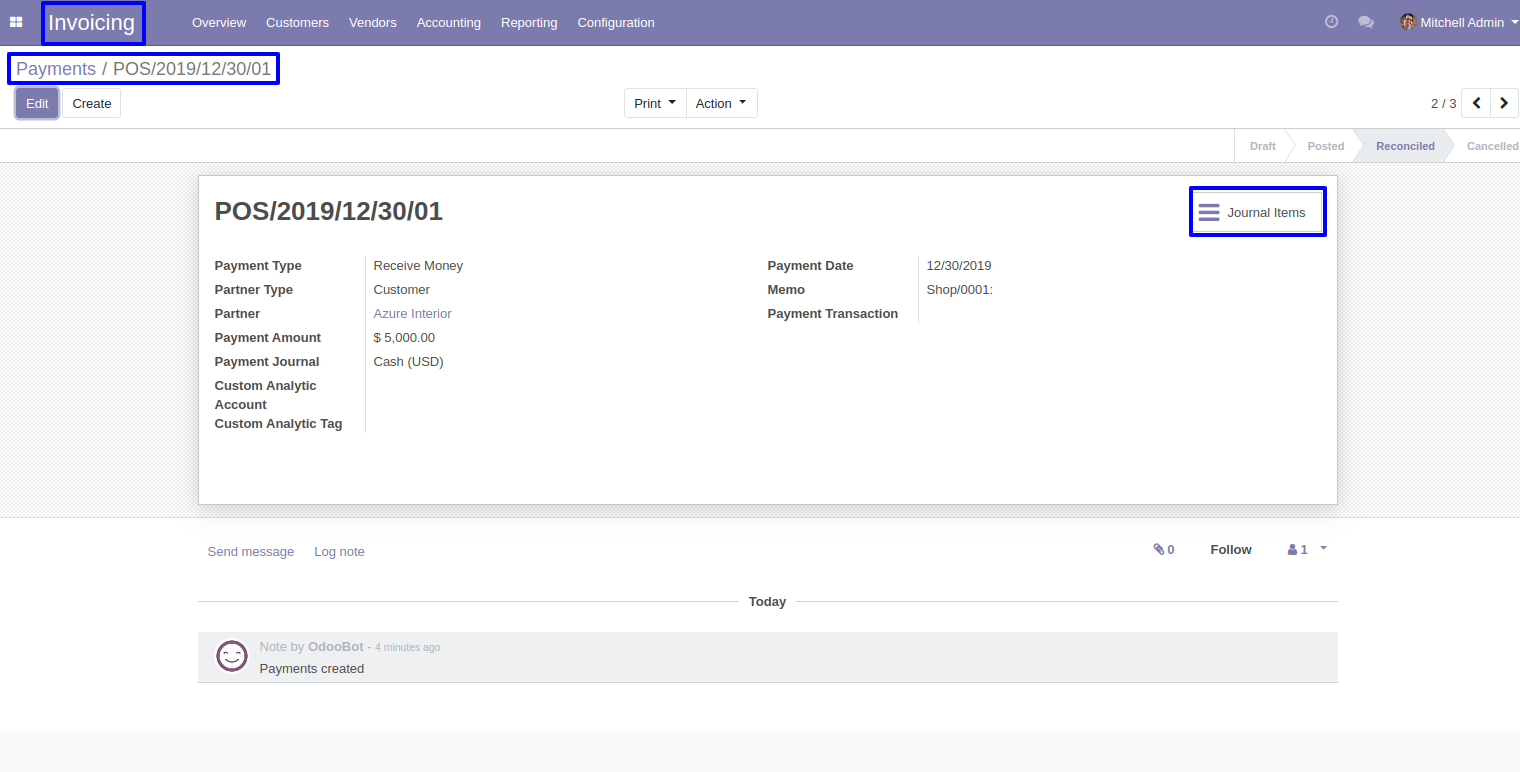 Invoicing Overview Customers Vendors Accounting Reporting Configuration Mitchell Admin
Payments / POS/2019/12/30/01
Edit Create Print Action 2 / 3
Draft Posted Reconciled Cancelled
POS/2019/12/30/01 Journal Items
Payment Type Receive Money Payment Date 12/30/2019
Partner Type Customer Memo Shop/0001:
Partner Azure Interior Payment Transaction
Payment Amount $ 5,000.00
Payment Journal Cash (USD)
Custom Analytic
Account
Custom Analytic Tag
Send message Log note 0 Follow 1
Today
Note by OdooBot - 4 minutes ago
Payments created